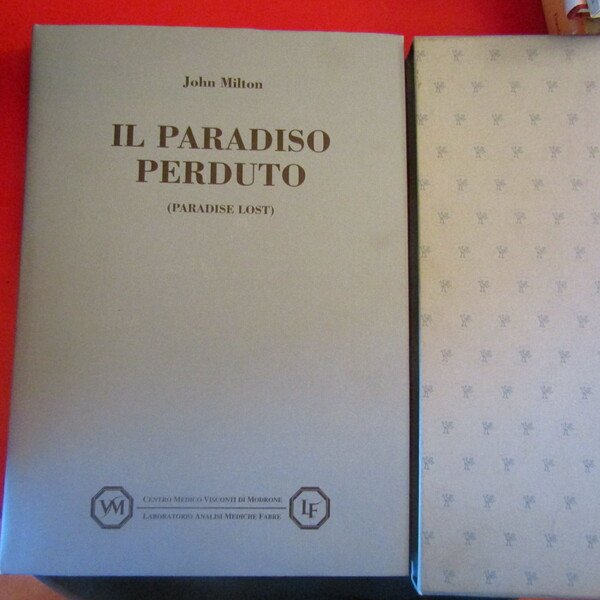 John Milton
IL PARADISO
PERDUTO
(PARADISE LOST)
VM
CENTRO MEDICO VISCONTI DI MODRONE
LABORATORIO ANALISI MEDICHE FABRE
LF